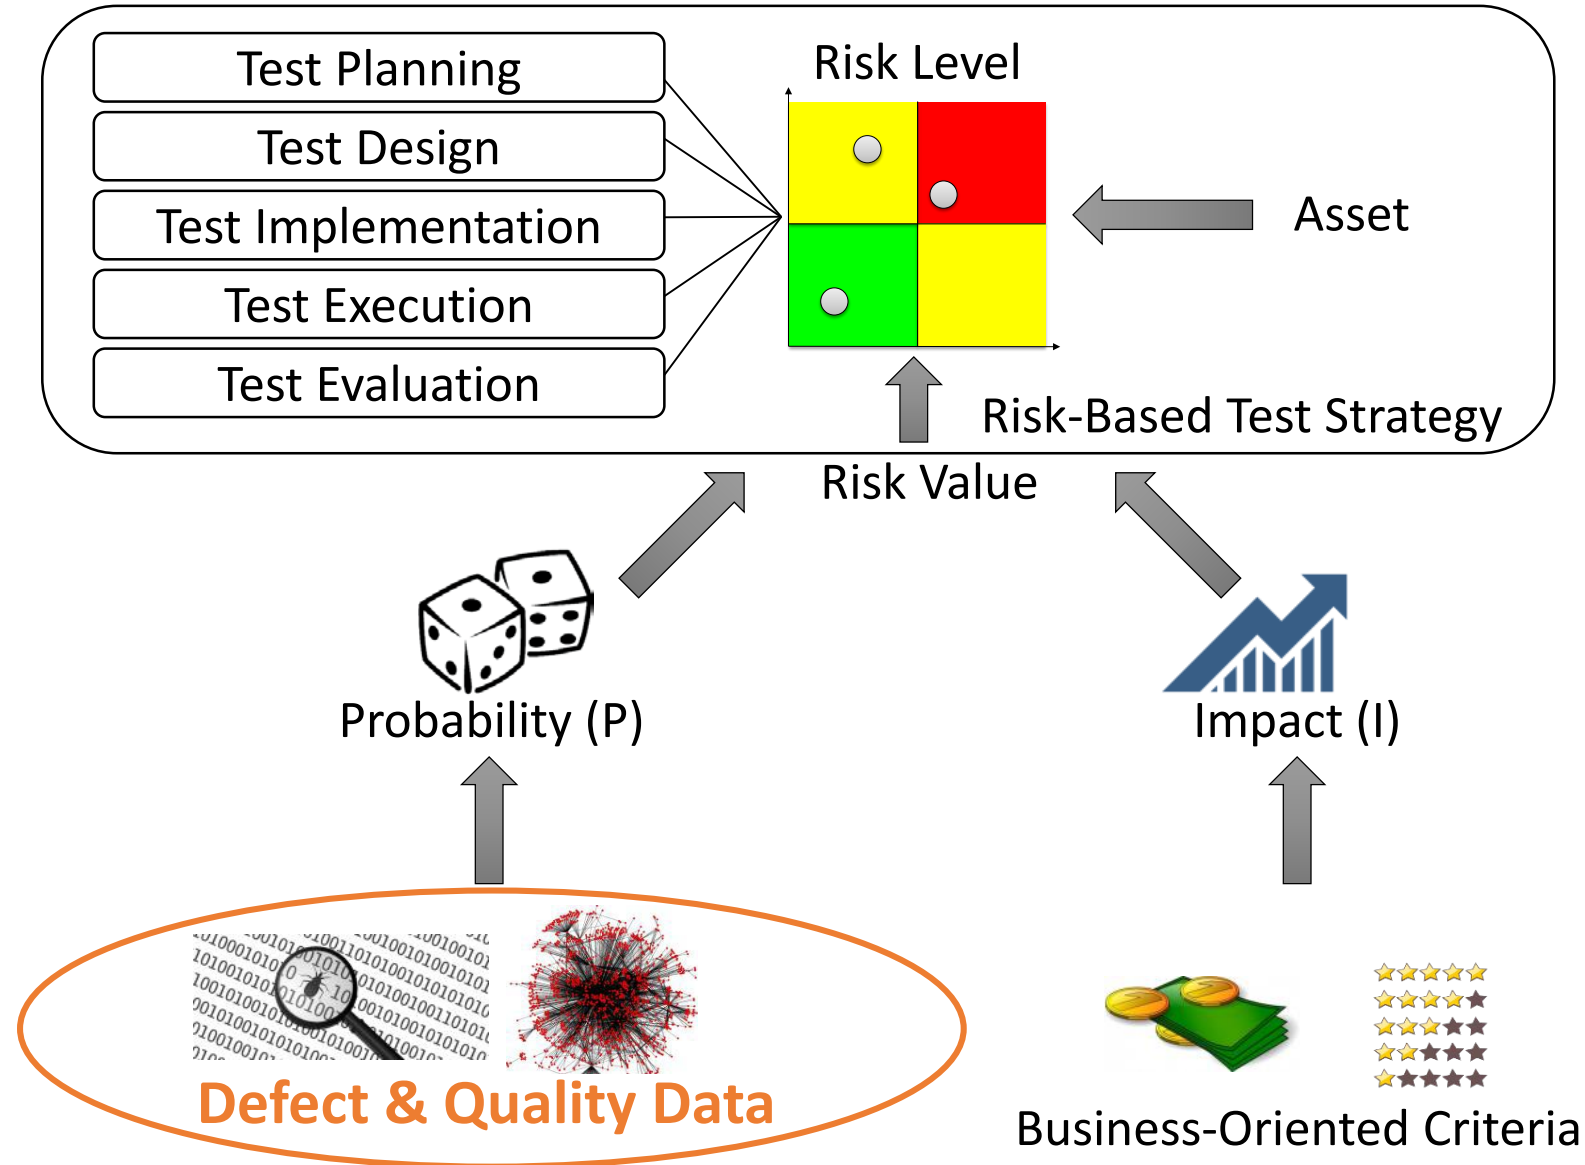 Test Planning
Test Design
Test Implementation
Test Execution
Test Evaluation
Risk Level
Asset
Risk-Based Test Strategy
Risk Value
Probability (P)
Impact (I)
Defect & Quality Data
Business-Oriented Criteria